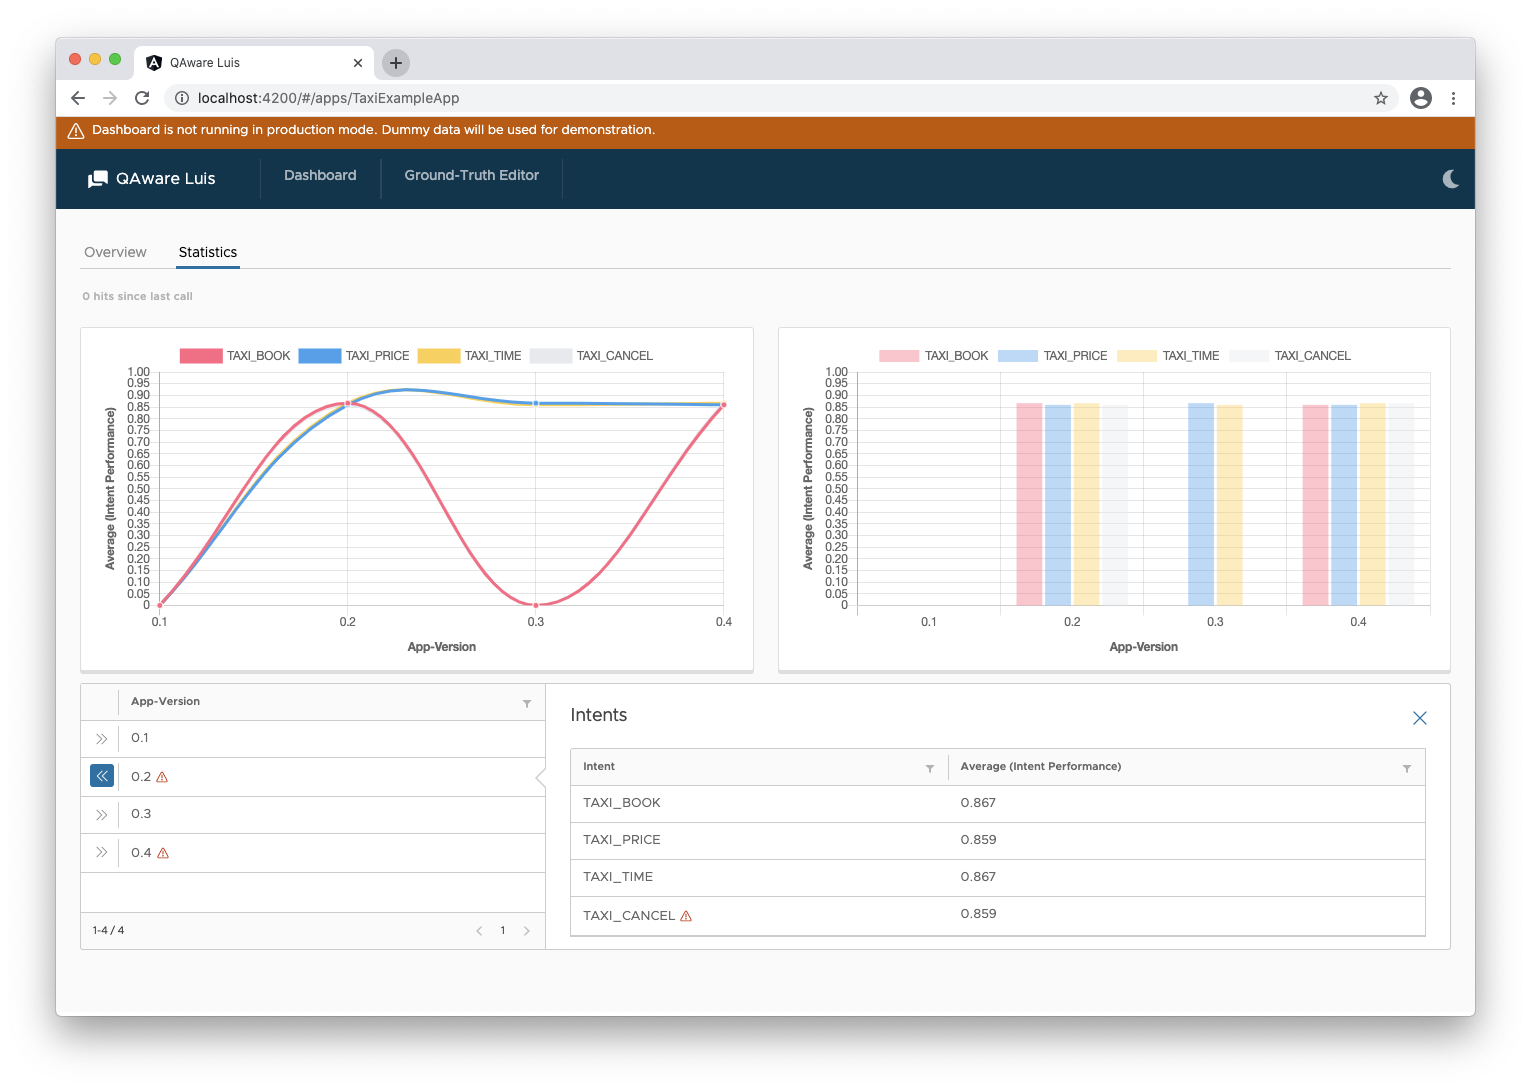 QAware Luis
localhost:4200/#/apps/TaxiExampleApp
Dashboard is not running in production mode. Dummy data will be used for demonstration.
QAware Luis Dashboard Ground-Truth Editor
Overview Statistics
0 hits since last call
TAXI_BOOK TAXI_PRICE TAXI_TIME TAXI_CANCEL
1.00
0.95
0.90
0.85
0.80
0.75
0.70
0.65
0.60
0.55
0.50
0.45
0.40
0.35
0.30
0.25
0.20
0.15
0.10
0.05
0
Average (Intent Performance)
0.1 0.2 0.3 0.4
App-Version
TAXI_BOOK TAXI_PRICE TAXI_TIME TAXI_CANCEL
1.00
0.95
0.90
0.85
0.80
0.75
0.70
0.65
0.60
0.55
0.50
0.45
0.40
0.35
0.30
0.25
0.20
0.15
0.10
0.05
0
Average (Intent Performance)
0.1 0.2 0.3 0.4
App-Version
App-Version
0.1
0.2
0.3
0.4
1-4 / 4 1
Intents
Intent Average (Intent Performance)
TAXI_BOOK 0.867
TAXI_PRICE 0.859
TAXI_TIME 0.867
TAXI_CANCEL 0.859